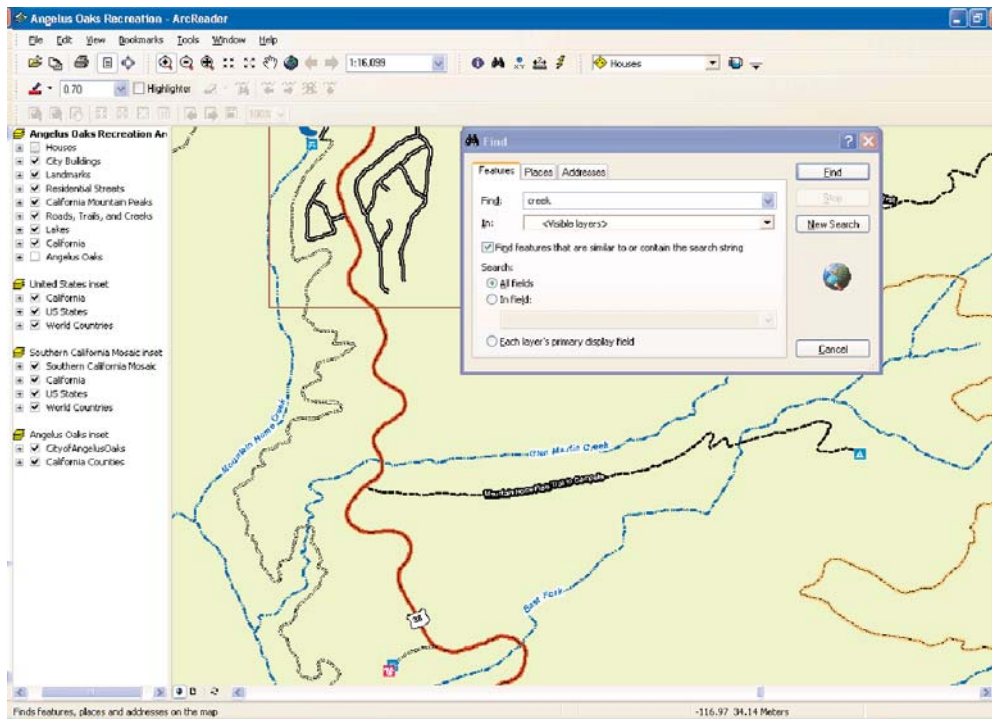 Angelus Oaks Recreation - ArcReader
File Edit View Bookmarks Tools Window Help
1:16,099
Houses
0.70
Highlighter
100%
Angelus Oaks Recreation Ar
Houses
City Buildings
Landmarks
Residential Streets
California Mountain Peaks
Roads, Trails, and Creeks
Lakes
California
Angelus Oaks
United States inset
California
US States
World Countries
Southern California Mosaic inset
Southern California Mosaic
California
US States
World Countries
Angelus Oaks inset
CityofAngelusOaks
California Counties
Find
Features Places Addresses
Find: creek
In: <Visible layers>
Find features that are similar to or contain the search string
Search:
All fields
In field:
Each layer's primary display field
Find
Stop
New Search
Cancel
Mountain Home Creek
Glen Martin Creek
East Fork
38
Finds features, places and addresses on the map
-116.97 34.14 Meters